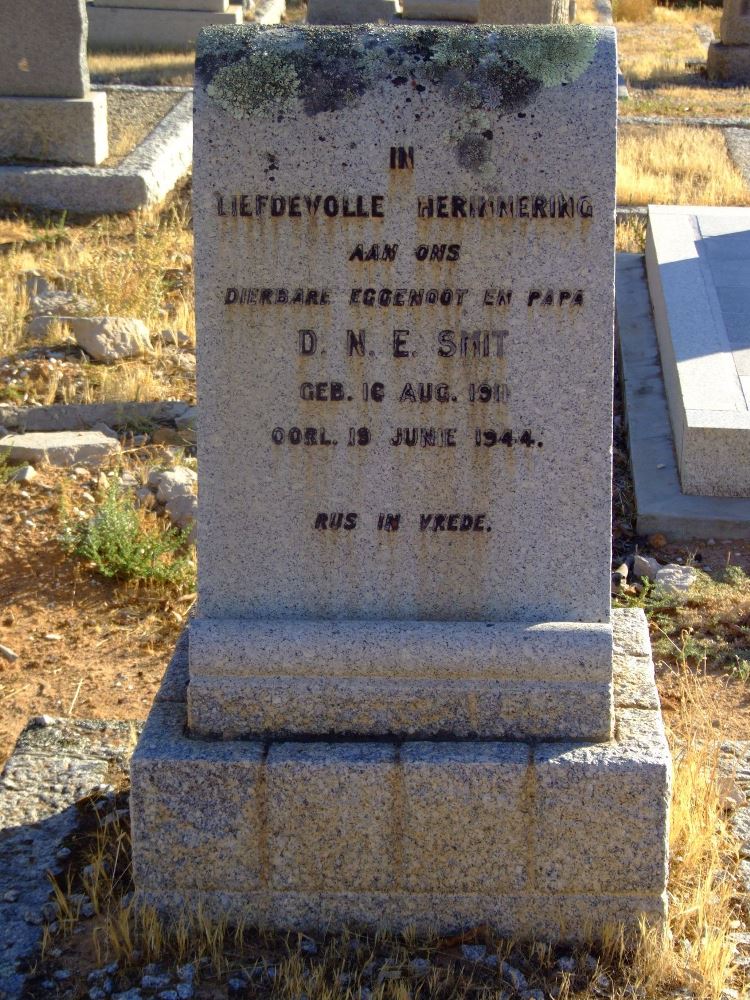 IN
LIEFDEVOLLE HERINNERING
AAN ONS
DIERBARE EGGENOOT EN PAPA
D. N. E. SMIT
GEB. 16 AUG. 1911
OORL. 19 JUNIE 1944.
RUS IN VREDE.